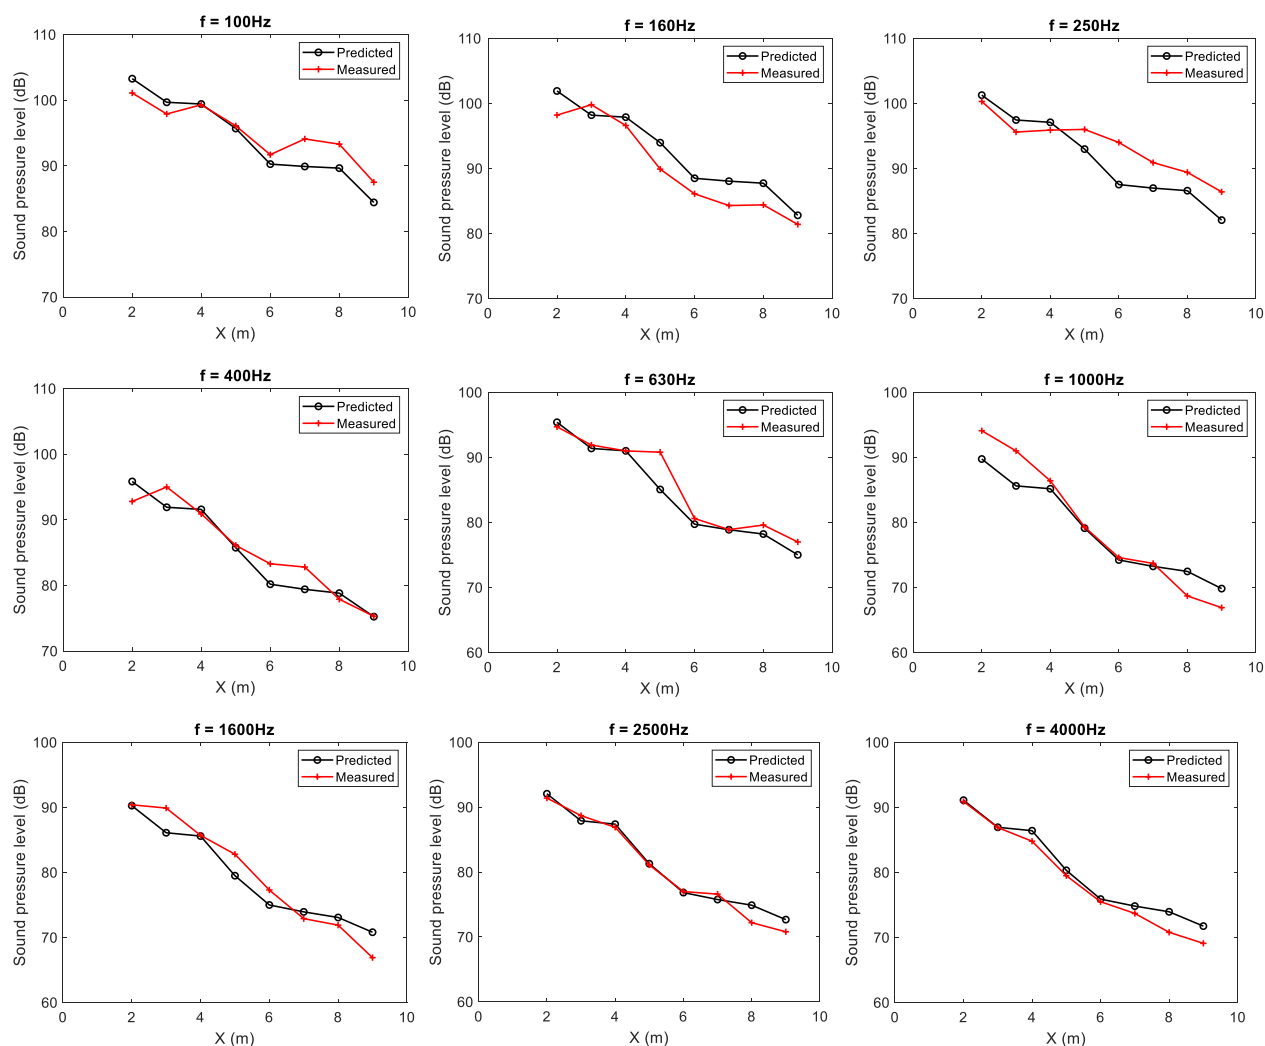 f = 100Hz
110
100
90
80
70
Sound pressure level (dB)
Predicted
Measured
0 2 4 6 8 10
X (m)
f = 160Hz
110
100
90
80
70
Sound pressure level (dB)
Predicted
Measured
0 2 4 6 8 10
X (m)
f = 250Hz
110
100
90
80
70
Sound pressure level (dB)
Predicted
Measured
0 2 4 6 8 10
X (m)
f = 400Hz
110
100
90
80
70
Sound pressure level (dB)
Predicted
Measured
0 2 4 6 8 10
X (m)
f = 630Hz
100
90
80
70
60
Sound pressure level (dB)
Predicted
Measured
0 2 4 6 8 10
X (m)
f = 1000Hz
100
90
80
70
60
Sound pressure level (dB)
Predicted
Measured
0 2 4 6 8 10
X (m)
f = 1600Hz
100
90
80
70
60
Sound pressure level (dB)
Predicted
Measured
0 2 4 6 8 10
X (m)
f = 2500Hz
100
90
80
70
60
Sound pressure level (dB)
Predicted
Measured
0 2 4 6 8 10
X (m)
f = 4000Hz
100
90
80
70
60
Sound pressure level (dB)
Predicted
Measured
0 2 4 6 8 10
X (m)